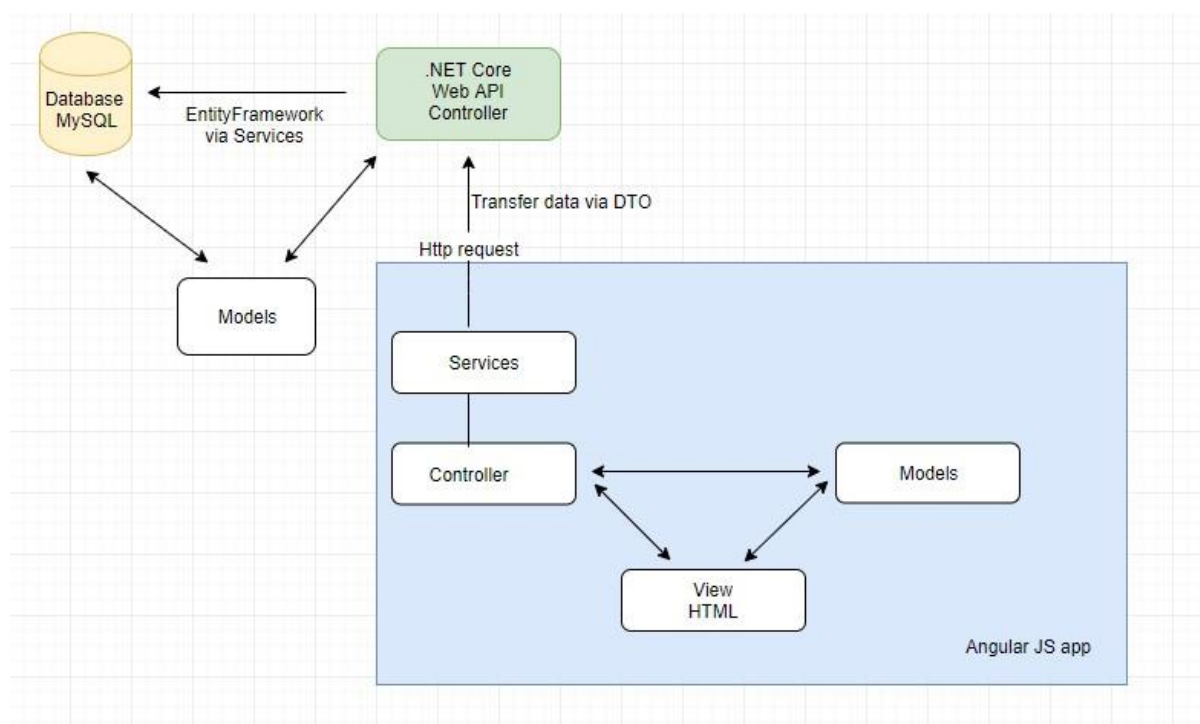 Database
MySQL
EntityFramework
via Services
.NET Core
Web API
Controller
Transfer data via DTO
Http request
Models
Services
Controller
Models
View
HTML
Angular JS app